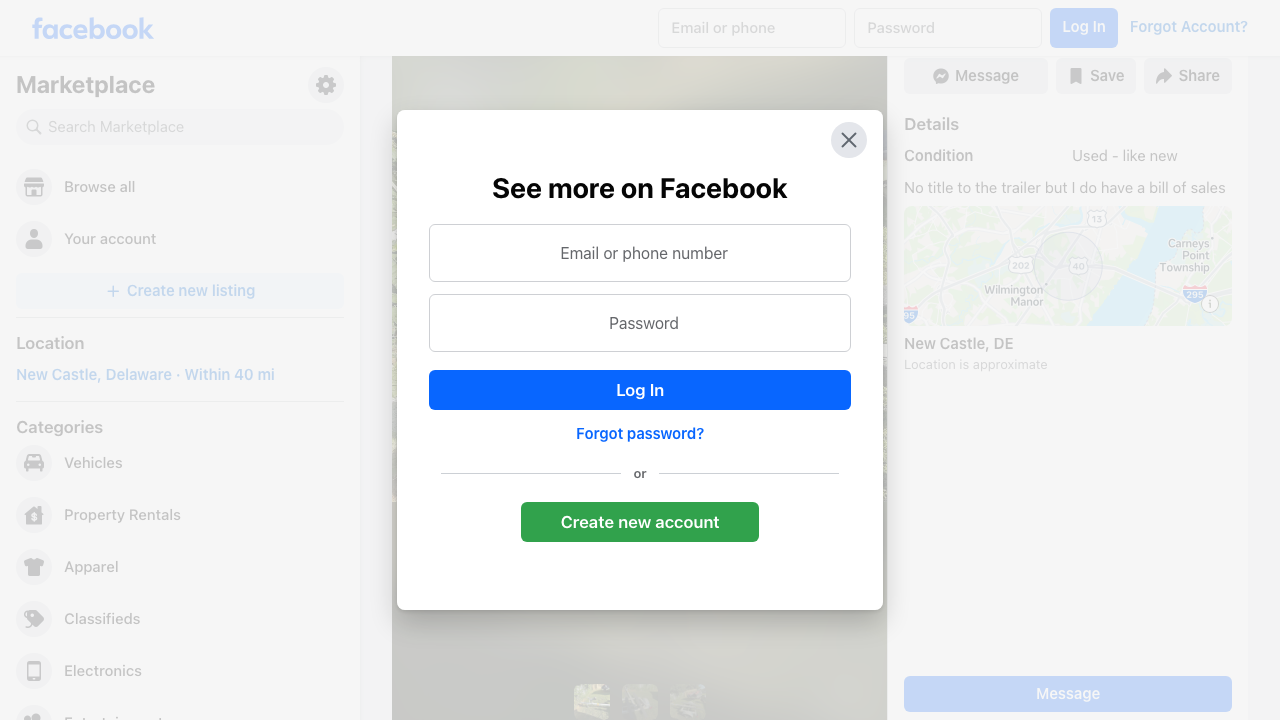 facebook
Email or phone
Password
Log In
Forgot Account?
Marketplace
Search Marketplace
Browse all
Your account
Create new listing
Location
New Castle, Delaware · Within 40 mi
Categories
Vehicles
Property Rentals
Apparel
Classifieds
Electronics
See more on Facebook
Email or phone number
Password
Log In
Forgot password?
or
Create new account
Message
Save
Share
Details
Condition
Used - like new
No title to the trailer but I do have a bill of sales
13
Carneys
Point
Township
202
40
Wilmington
Manor
295
95
New Castle, DE
Location is approximate
Message